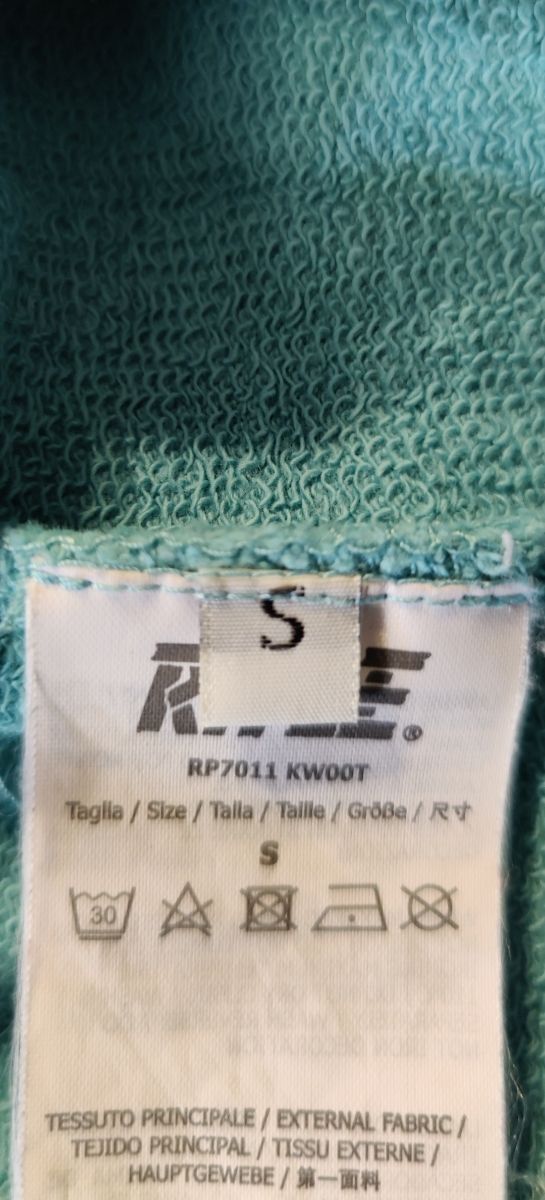 S
RP7011 KW00T
Taglia / Size / Talla / Taille / Größe / 尺寸
S
30
TESSUTO PRINCIPALE / EXTERNAL FABRIC /
TEJIDO PRINCIPAL / TISSU EXTERNE /
HAUPTGEWEBE / 第一面料